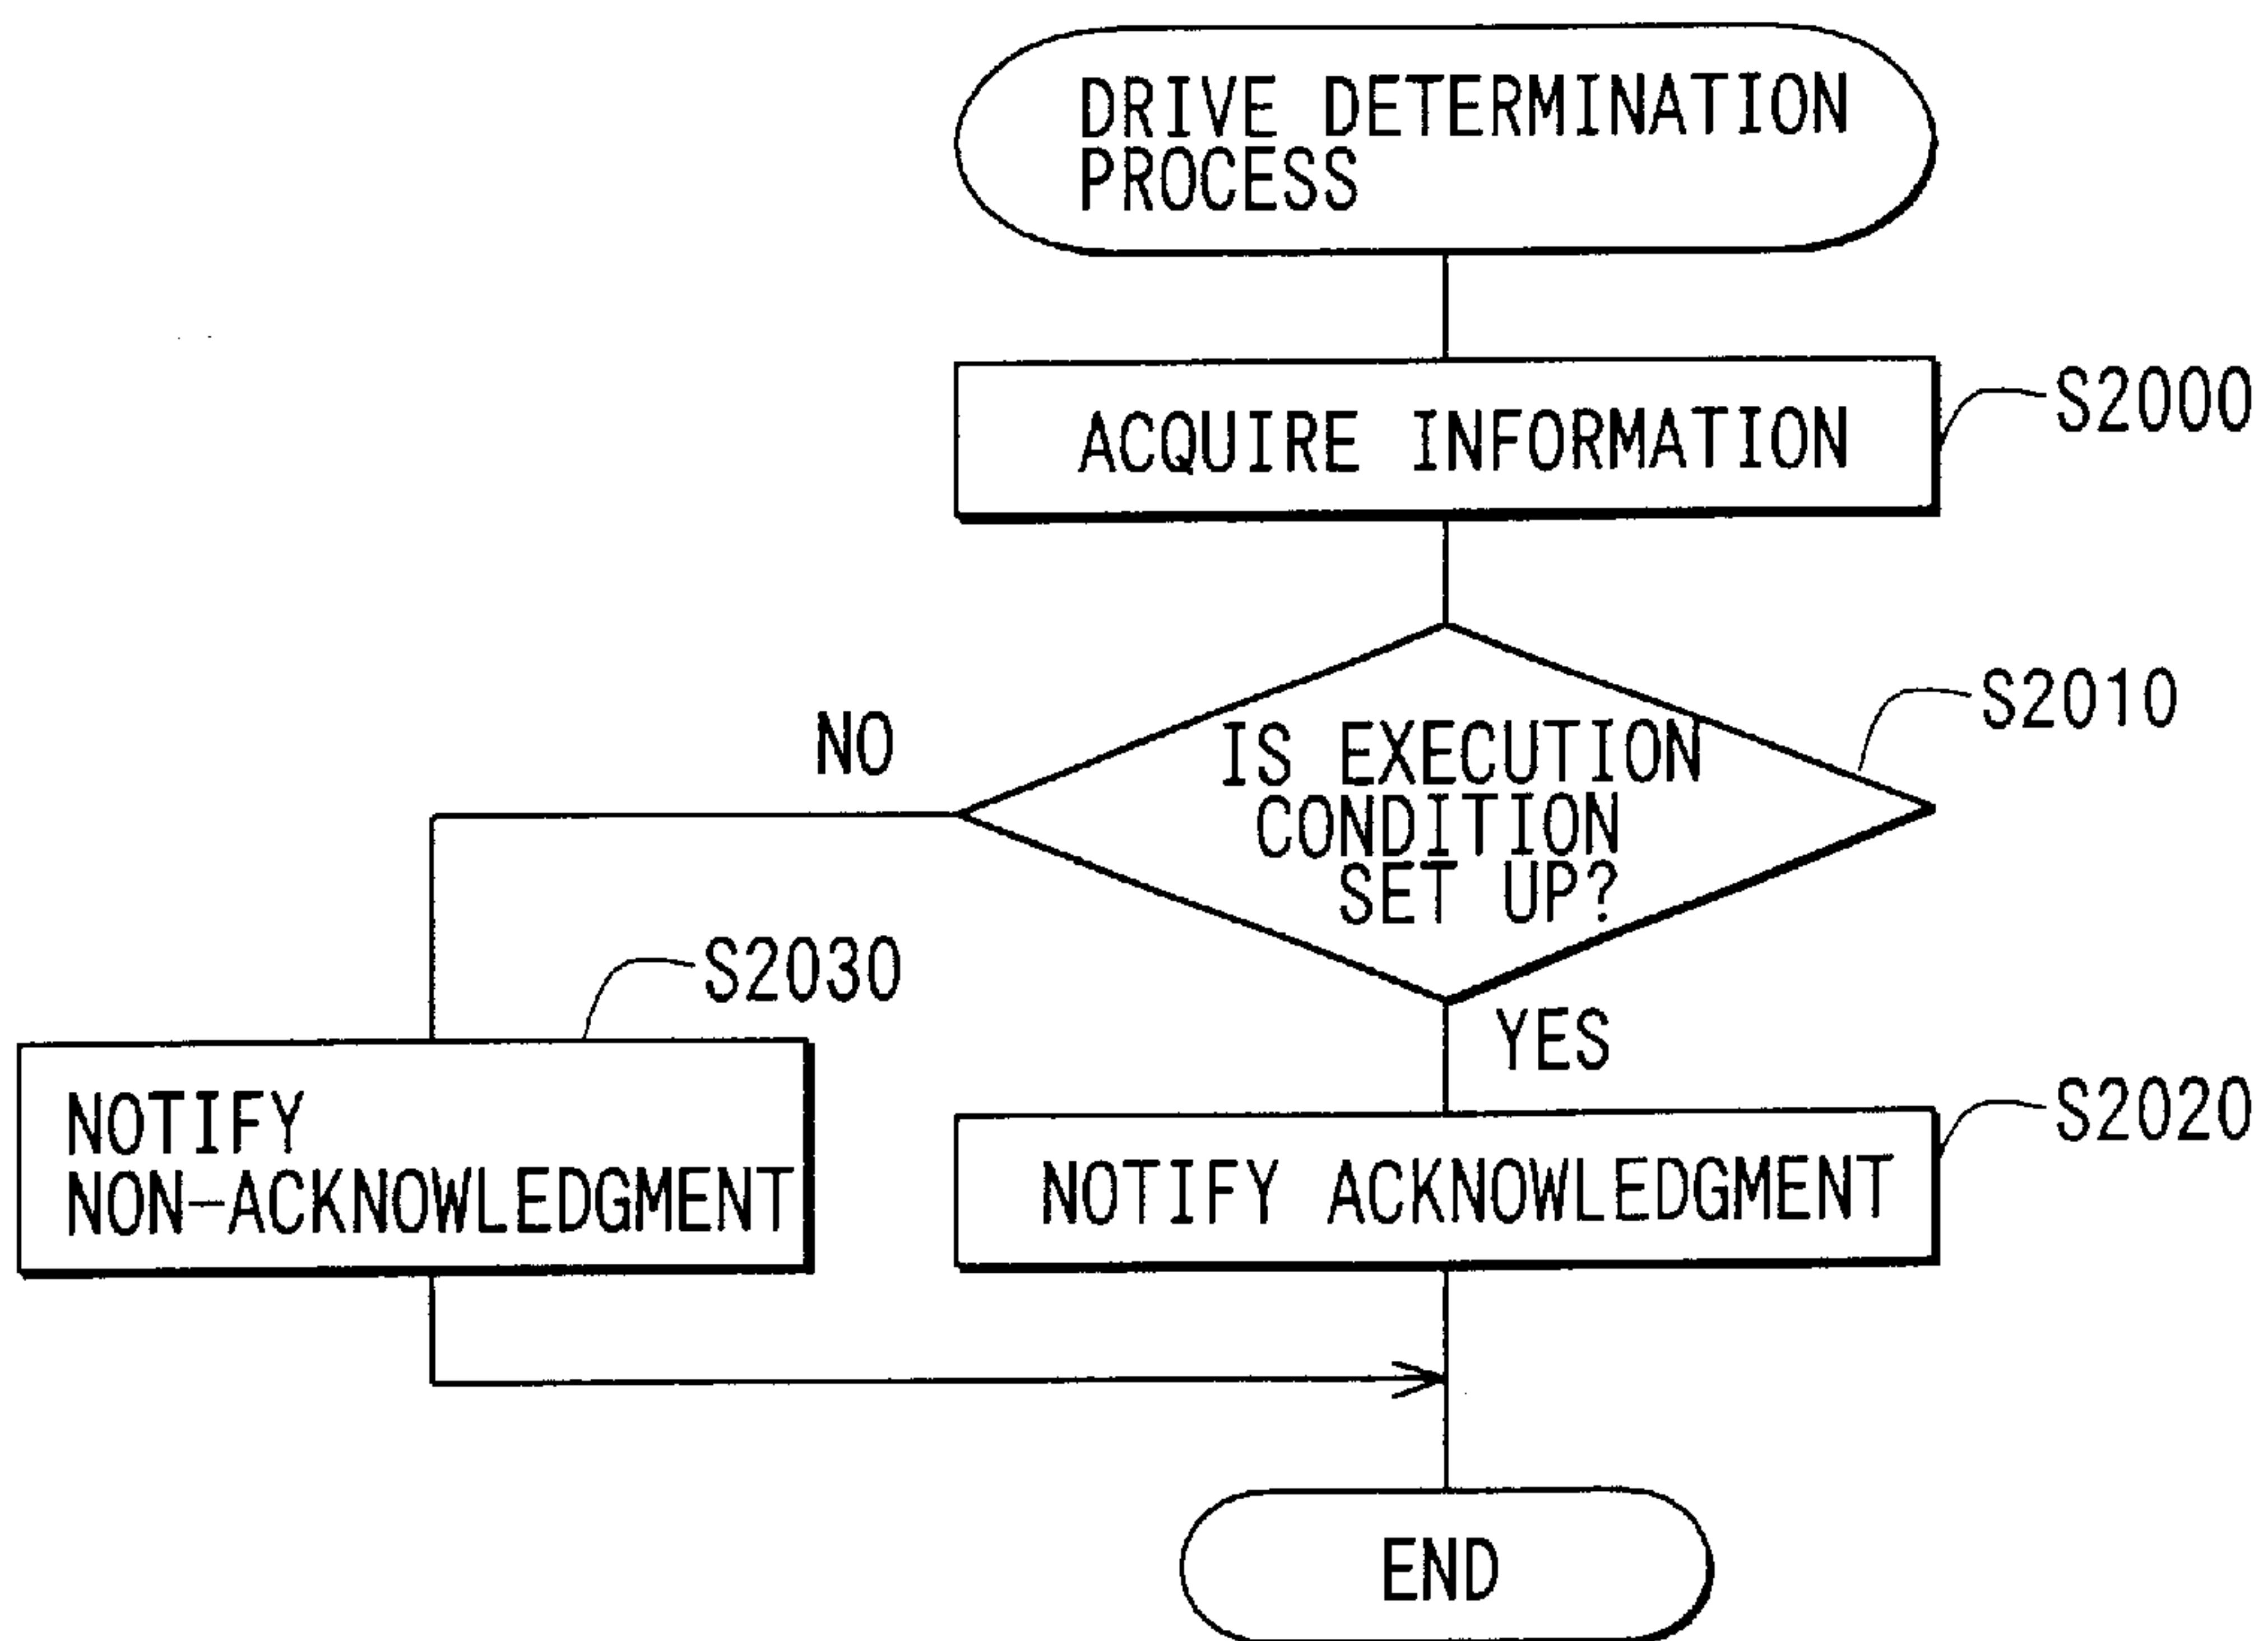 DRIVE DETERMINATION
PROCESS
ACQUIRE INFORMATION
S2000
IS EXECUTION
CONDITION
SET UP?
S2010
NO
YES
S2030
NOTIFY
NON-ACKNOWLEDGMENT
NOTIFY ACKNOWLEDGMENT
S2020
END